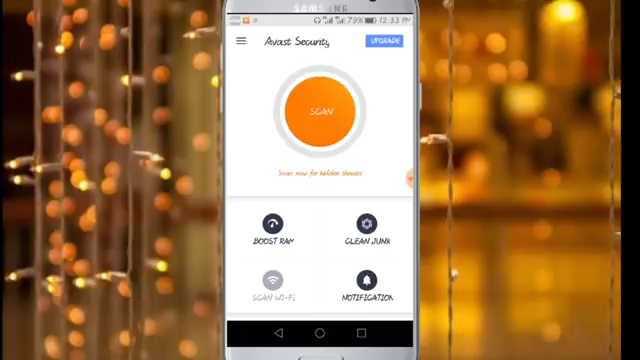 SAMSUNG
79% 12:33 PM
Avast Security
UPGRADE
SCAN
Scan now for hidden threats
BOOST RAM
CLEAN JUNK
SCAN WI-FI
NOTIFICATION